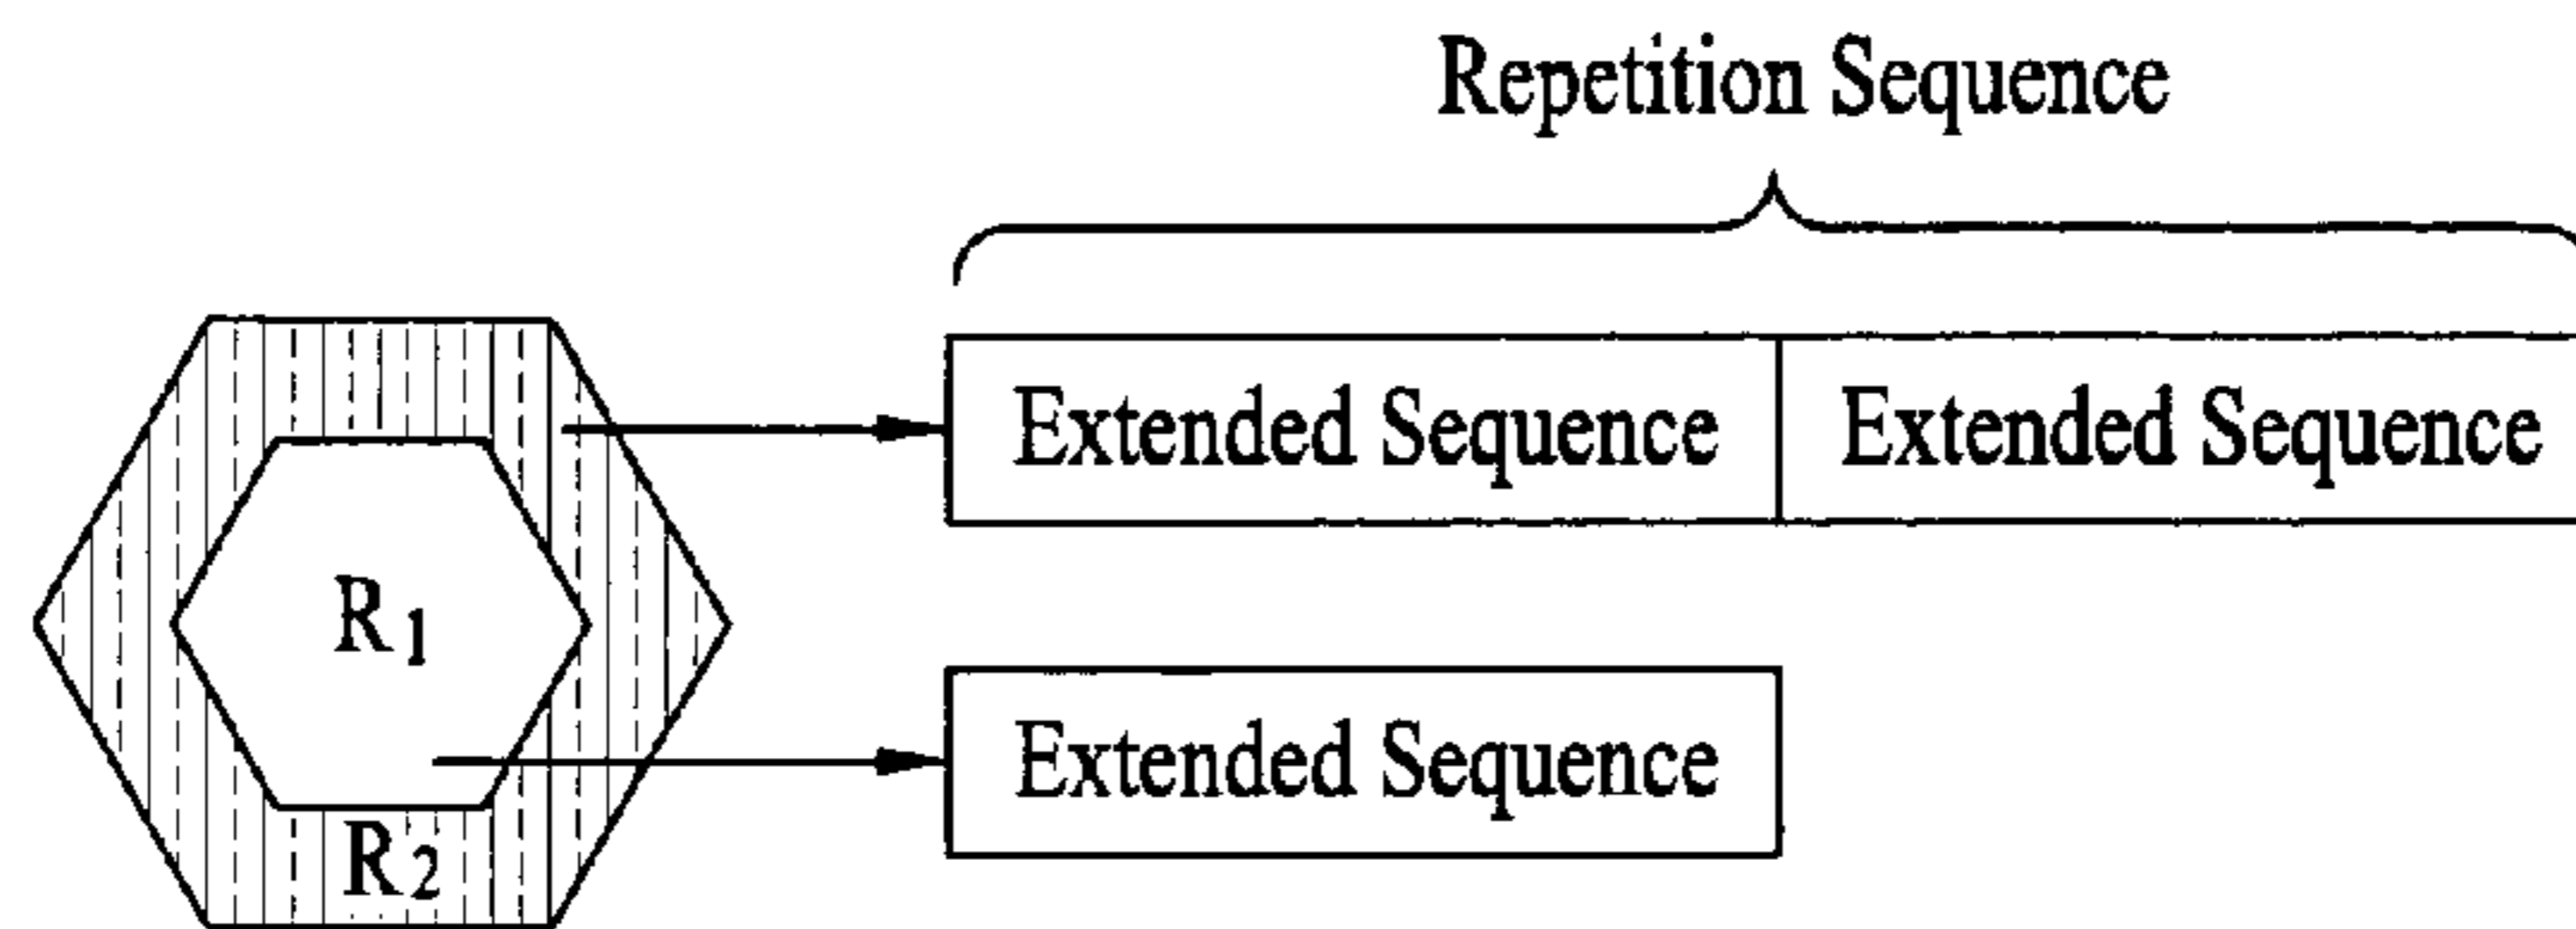 Repetition Sequence
Extended Sequence Extended Sequence
R1
Extended Sequence
R2